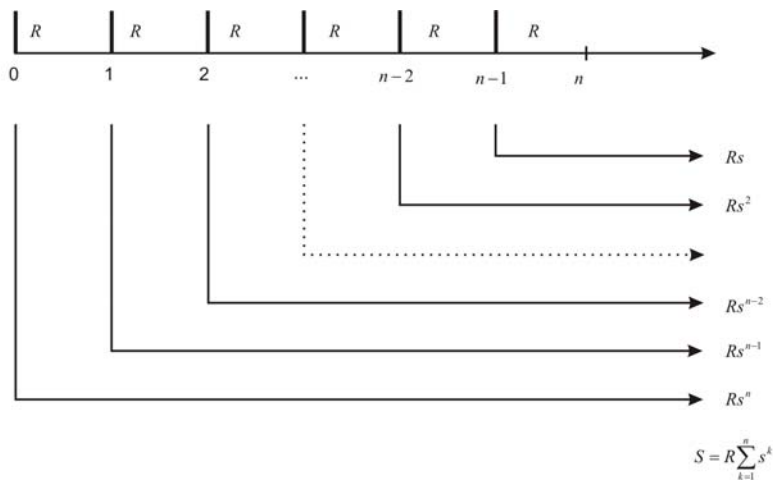 R R R R R R
0 1 2 ... n−2 n−1 n
Rs
Rs²
Rsⁿ⁻²
Rsⁿ⁻¹
Rsⁿ
S = R∑ₖ₌₁ⁿ sᵏ